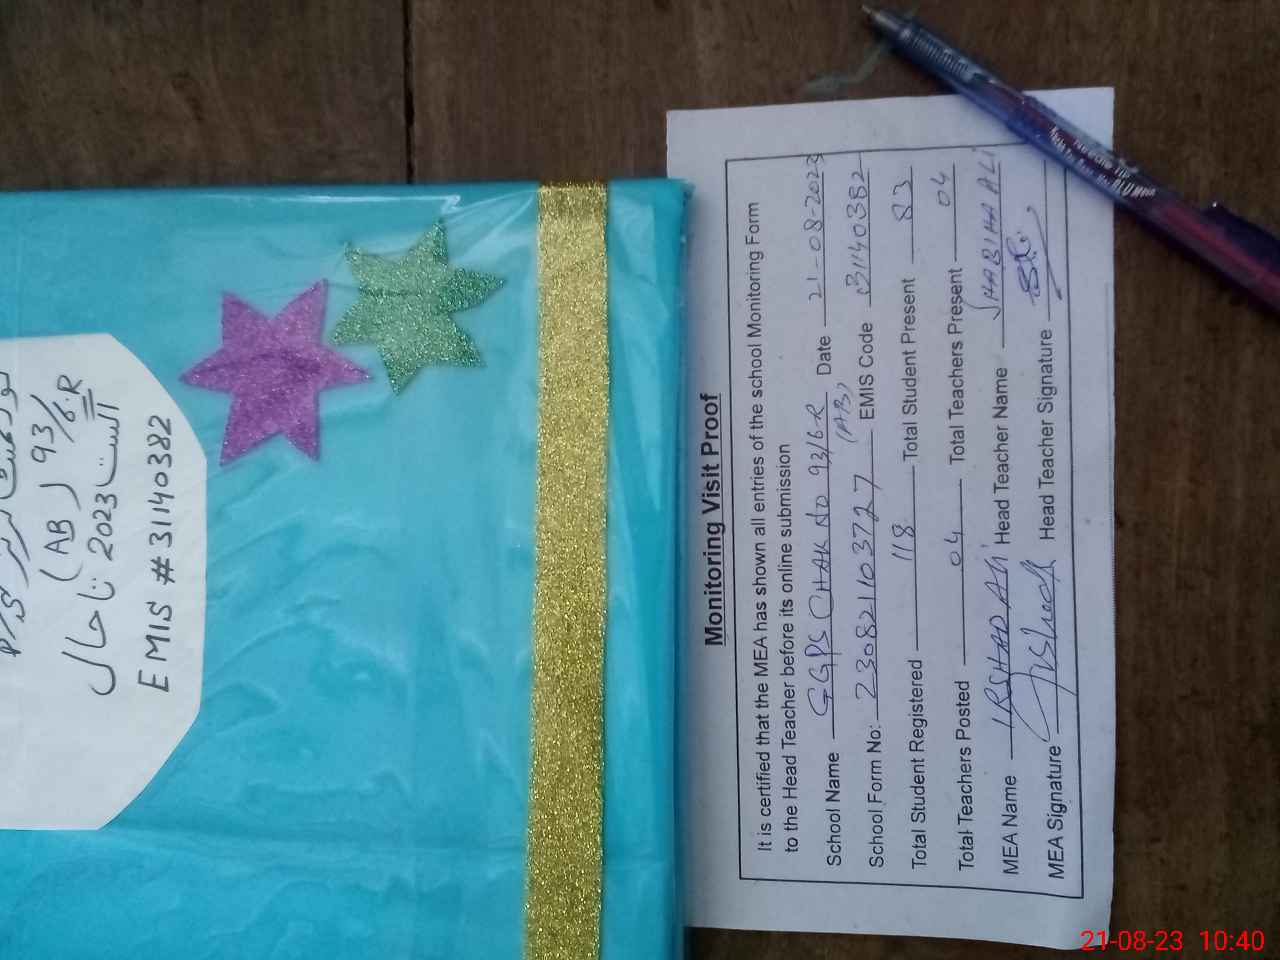 (AB) 93/6-R
2023 تا حال
EMIS # 31140382
Monitoring Visit Proof
It is certified that the MEA has shown all entries of the school Monitoring Form
to the Head Teacher before its online submission
School Name GGPS CHAK NO 93/6-R (AB) Date 21-08-2023
School Form No: 230821103727 EMIS Code 31140382
Total Student Registered 118 Total Student Present 83
Total Teachers Posted 04 Total Teachers Present 04
MEA Name IRSHAD ALI Head Teacher Name
MEA Signature Head Teacher Signature
21-08-23 10:40